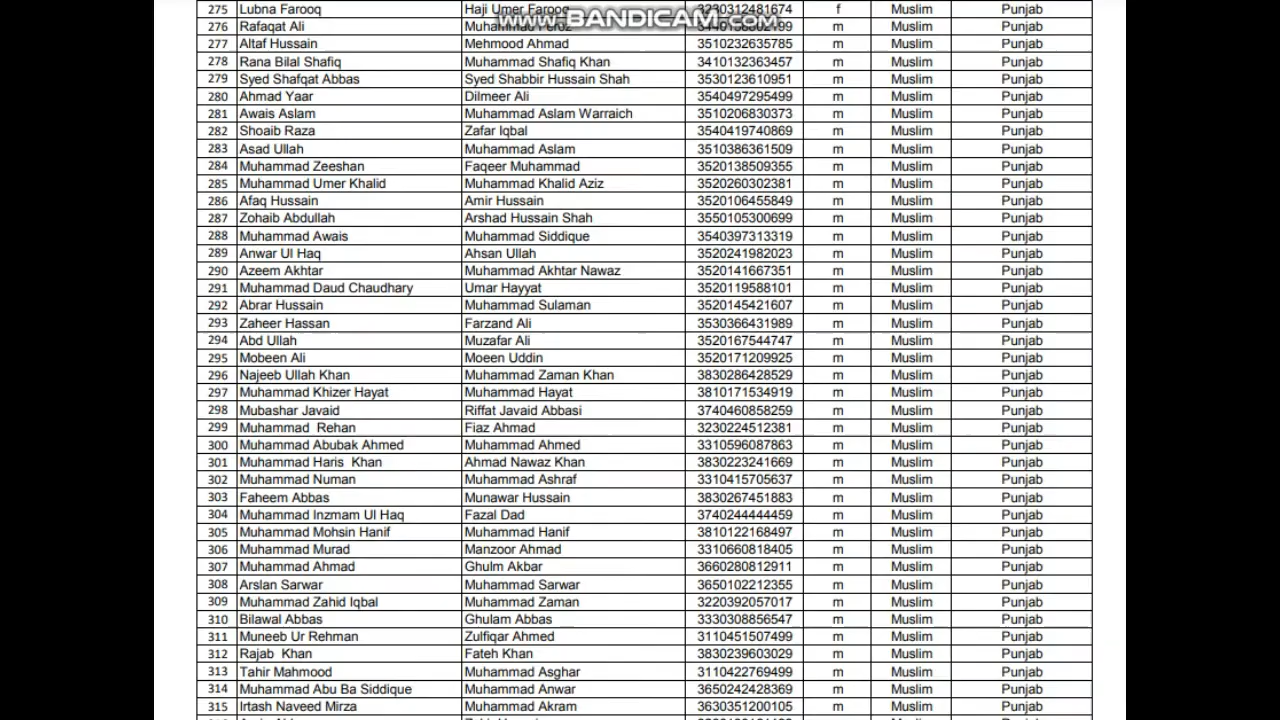 www.BANDICAM.com
275 Lubna Farooq Haji Umer Farooq 3230312481674 f Muslim Punjab
276 Rafaqat Ali Muhammad m Muslim Punjab
277 Altaf Hussain Mehmood Ahmad 3510232635785 m Muslim Punjab
278 Rana Bilal Shafiq Muhammad Shafiq Khan 3410132363457 m Muslim Punjab
279 Syed Shafqat Abbas Syed Shabbir Hussain Shah 3530123610951 m Muslim Punjab
280 Ahmad Yaar Dilmeer Ali 3540497295499 m Muslim Punjab
281 Awais Aslam Muhammad Aslam Warraich 3510206830373 m Muslim Punjab
282 Shoaib Raza Zafar Iqbal 3540419740869 m Muslim Punjab
283 Asad Ullah Muhammad Aslam 3510386361509 m Muslim Punjab
284 Muhammad Zeeshan Faqeer Muhammad 3520138509355 m Muslim Punjab
285 Muhammad Umer Khalid Muhammad Khalid Aziz 3520260302381 m Muslim Punjab
286 Afaq Hussain Amir Hussain 3520106455849 m Muslim Punjab
287 Zohaib Abdullah Arshad Hussain Shah 3550105300699 m Muslim Punjab
288 Muhammad Awais Muhammad Siddique 3540397313319 m Muslim Punjab
289 Anwar Ul Haq Ahsan Ullah 3520241982023 m Muslim Punjab
290 Azeem Akhtar Muhammad Akhtar Nawaz 3520141667351 m Muslim Punjab
291 Muhammad Daud Chaudhary Umar Hayyat 3520119588101 m Muslim Punjab
292 Abrar Hussain Muhammad Sulaman 3520145421607 m Muslim Punjab
293 Zaheer Hassan Farzand Ali 3530366431989 m Muslim Punjab
294 Abd Ullah Muzafar Ali 3520167544747 m Muslim Punjab
295 Mobeen Ali Moeen Uddin 3520171209925 m Muslim Punjab
296 Najeeb Ullah Khan Muhammad Zaman Khan 3830286428529 m Muslim Punjab
297 Muhammad Khizer Hayat Muhammad Hayat 3810171534919 m Muslim Punjab
298 Mubashar Javaid Riffat Javaid Abbasi 3740460858259 m Muslim Punjab
299 Muhammad Rehan Fiaz Ahmad 3230224512381 m Muslim Punjab
300 Muhammad Abubak Ahmed Muhammad Ahmed 3310596087863 m Muslim Punjab
301 Muhammad Haris Khan Ahmad Nawaz Khan 3830223241669 m Muslim Punjab
302 Muhammad Numan Muhammad Ashraf 3310415705637 m Muslim Punjab
303 Faheem Abbas Munawar Hussain 3830267451883 m Muslim Punjab
304 Muhammad Inzmam Ul Haq Fazal Dad 3740244444459 m Muslim Punjab
305 Muhammad Mohsin Hanif Muhammad Hanif 3810122168497 m Muslim Punjab
306 Muhammad Murad Manzoor Ahmad 3310660818405 m Muslim Punjab
307 Muhammad Ahmad Ghulm Akbar 3660280812911 m Muslim Punjab
308 Arslan Sarwar Muhammad Sarwar 3650102212355 m Muslim Punjab
309 Muhammad Zahid Iqbal Muhammad Zaman 3220392057017 m Muslim Punjab
310 Bilawal Abbas Ghulam Abbas 3330308856547 m Muslim Punjab
311 Muneeb Ur Rehman Zulfiqar Ahmed 3110451507499 m Muslim Punjab
312 Rajab Khan Fateh Khan 3830239603029 m Muslim Punjab
313 Tahir Mahmood Muhammad Asghar 3110422769499 m Muslim Punjab
314 Muhammad Abu Ba Siddique Muhammad Anwar 3650242428369 m Muslim Punjab
315 Irtash Naveed Mirza Muhammad Akram 3630351200105 m Muslim Punjab